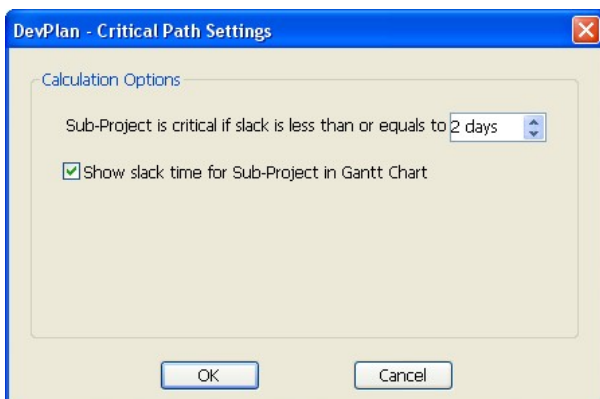 DevPlan - Critical Path Settings
Calculation Options
Sub-Project is critical if slack is less than or equals to 2 days
Show slack time for Sub-Project in Gantt Chart
OK Cancel